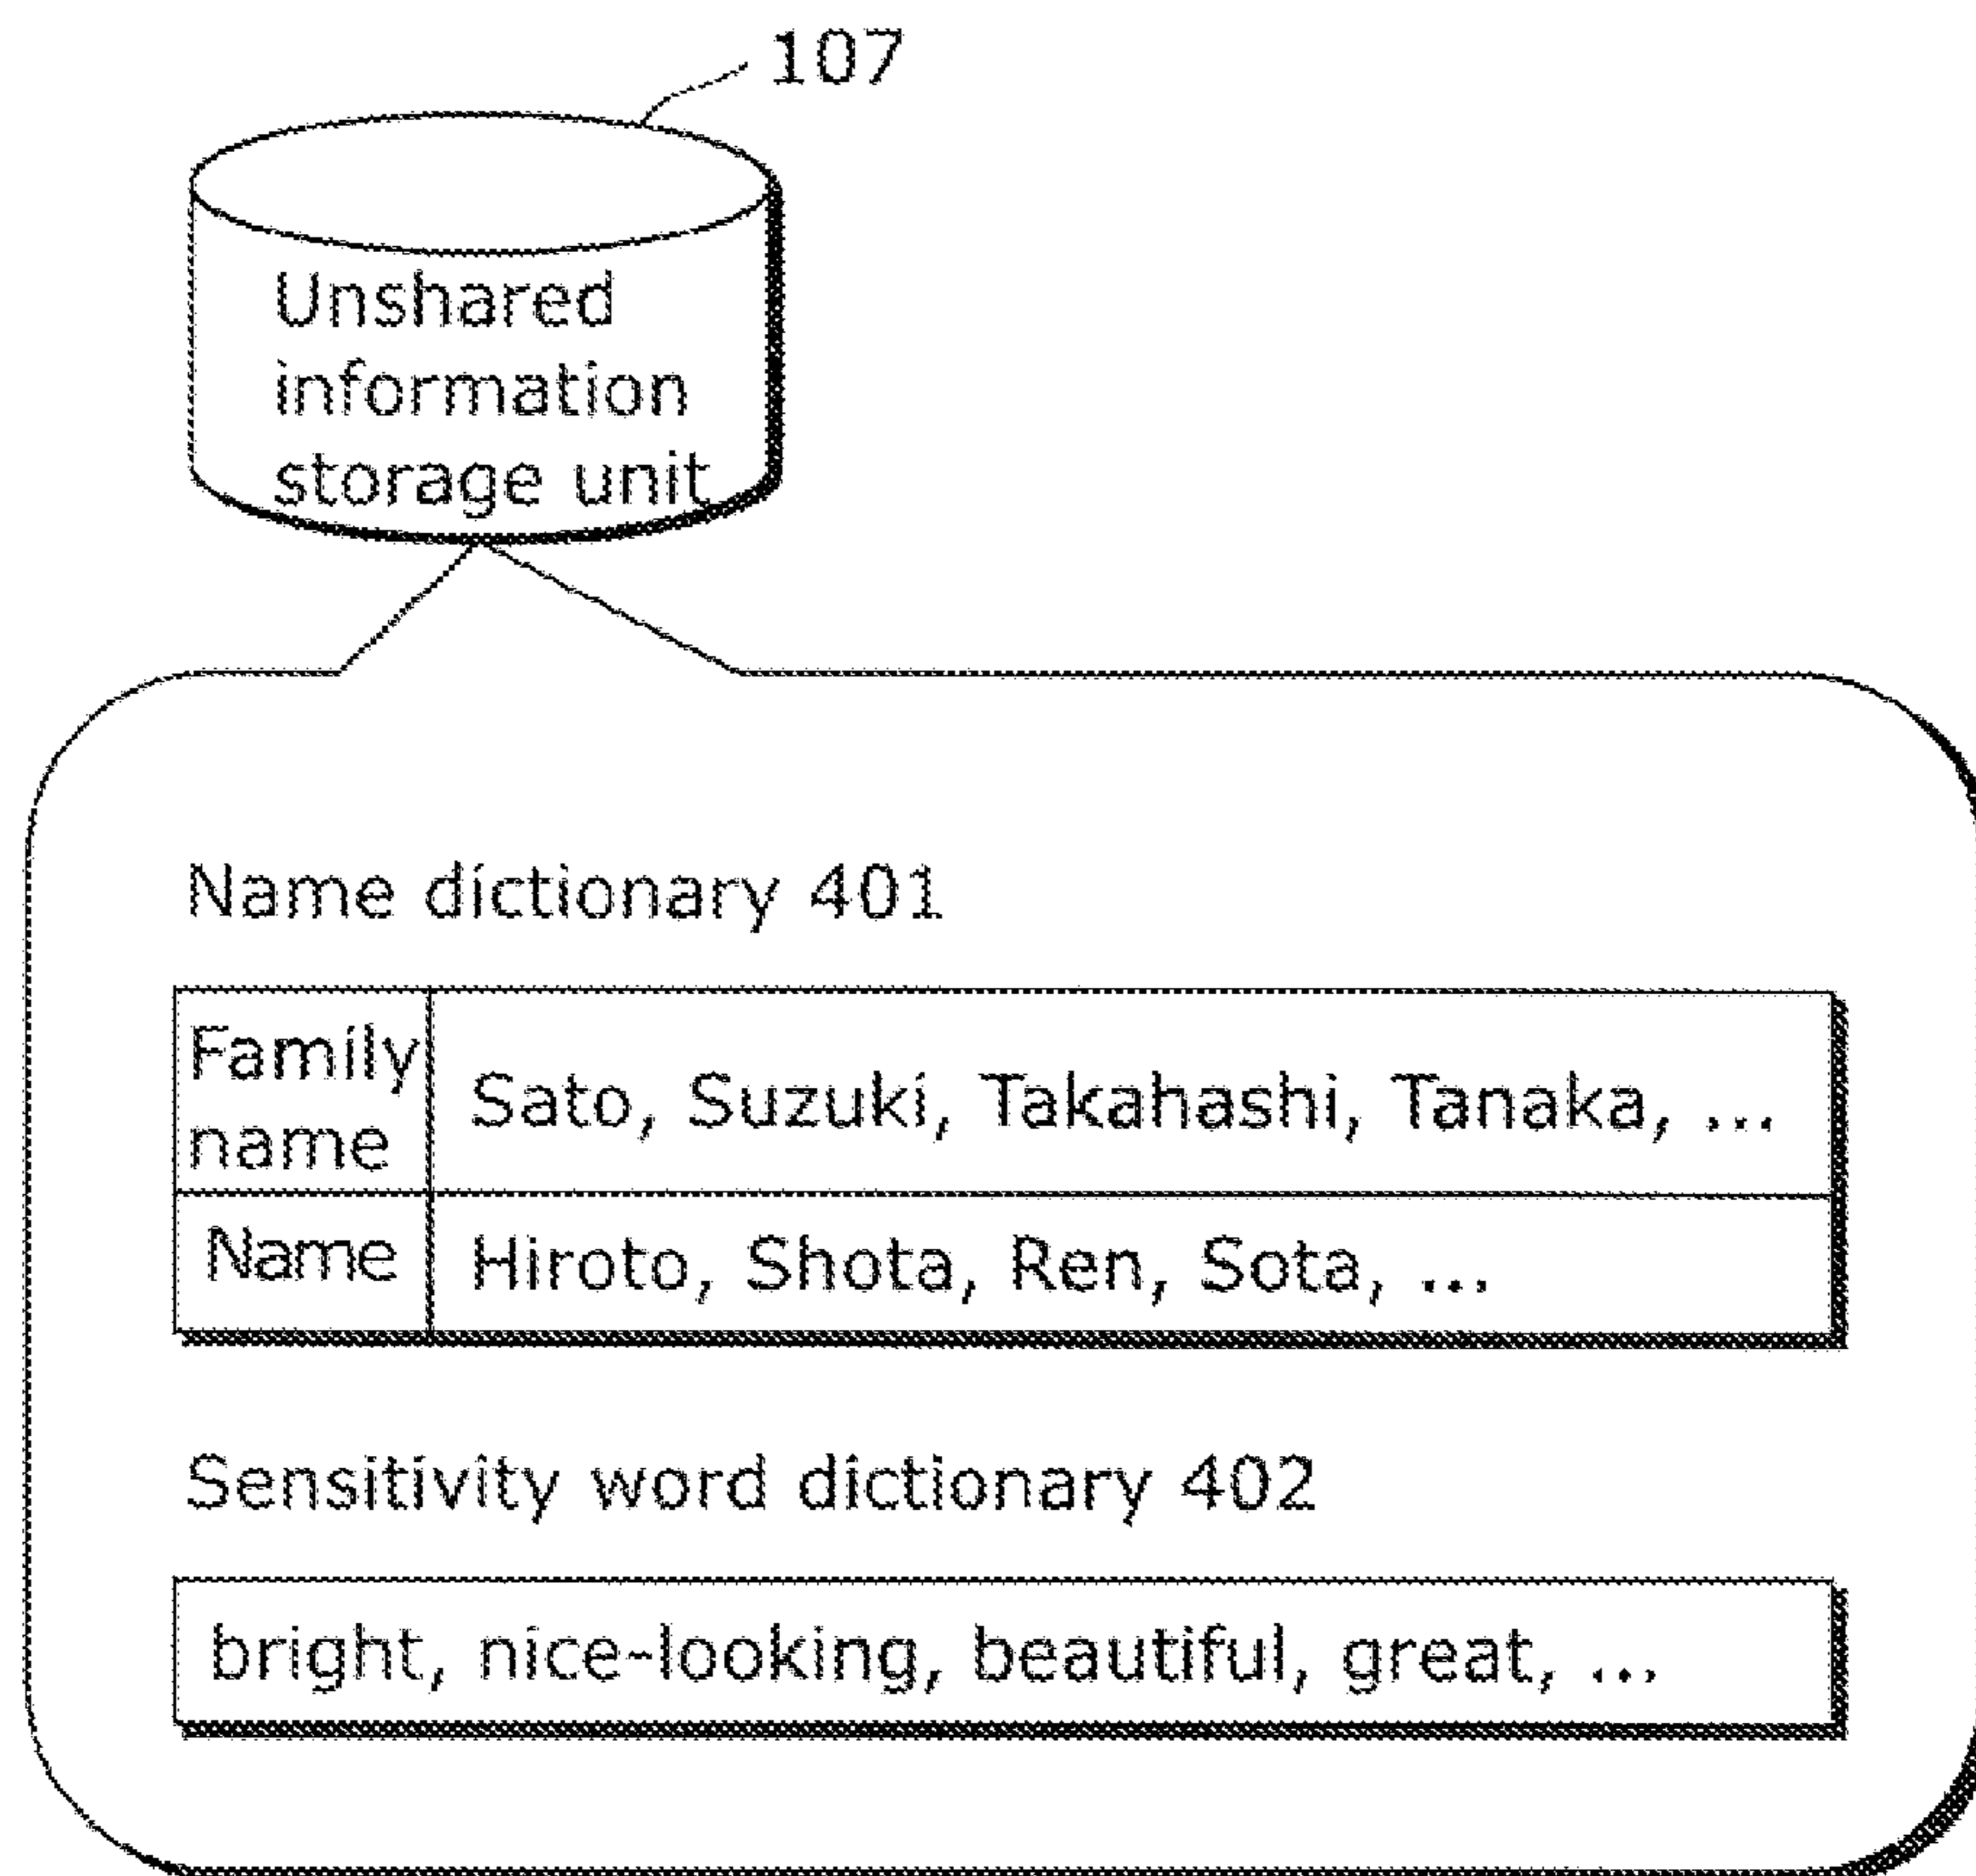 107
Unshared
information
storage unit
Name dictionary 401
Family
name
Sato, Suzuki, Takahashi, Tanaka, ...
Name
Hiroto, Shota, Ren, Sota, ...
Sensitivity word dictionary 402
bright, nice-looking, beautiful, great, ...